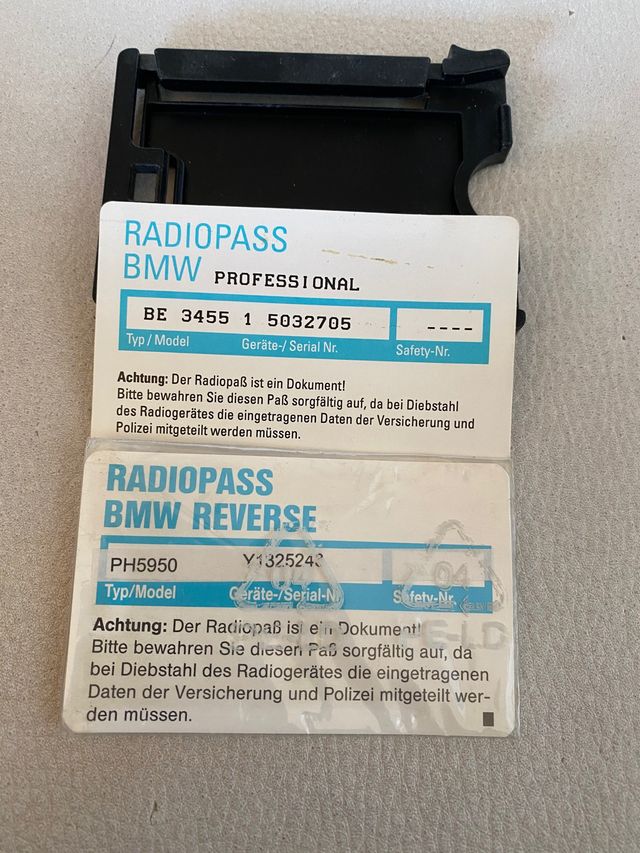 RADIOPASS
BMW PROFESSIONAL
BE 3455 1 5032705 ----
Typ/Model Geräte-/Serial Nr. Safety-Nr.
Achtung: Der Radiopaß ist ein Dokument!
Bitte bewahren Sie diesen Paß sorgfältig auf, da bei Diebstahl
des Radiogerätes die eingetragenen Daten der Versicherung und
Polizei mitgeteilt werden müssen.
RADIOPASS
BMW REVERSE
PH5950 Y1325243
Typ/Model Geräte-/Serial-Nr. Safety-Nr.
04 04
Achtung: Der Radiopaß ist ein Dokument!
Bitte bewahren Sie diesen Paß sorgfältig auf, da
bei Diebstahl des Radiogerätes die eingetragenen
Daten der Versicherung und Polizei mitgeteilt wer-
den müssen.